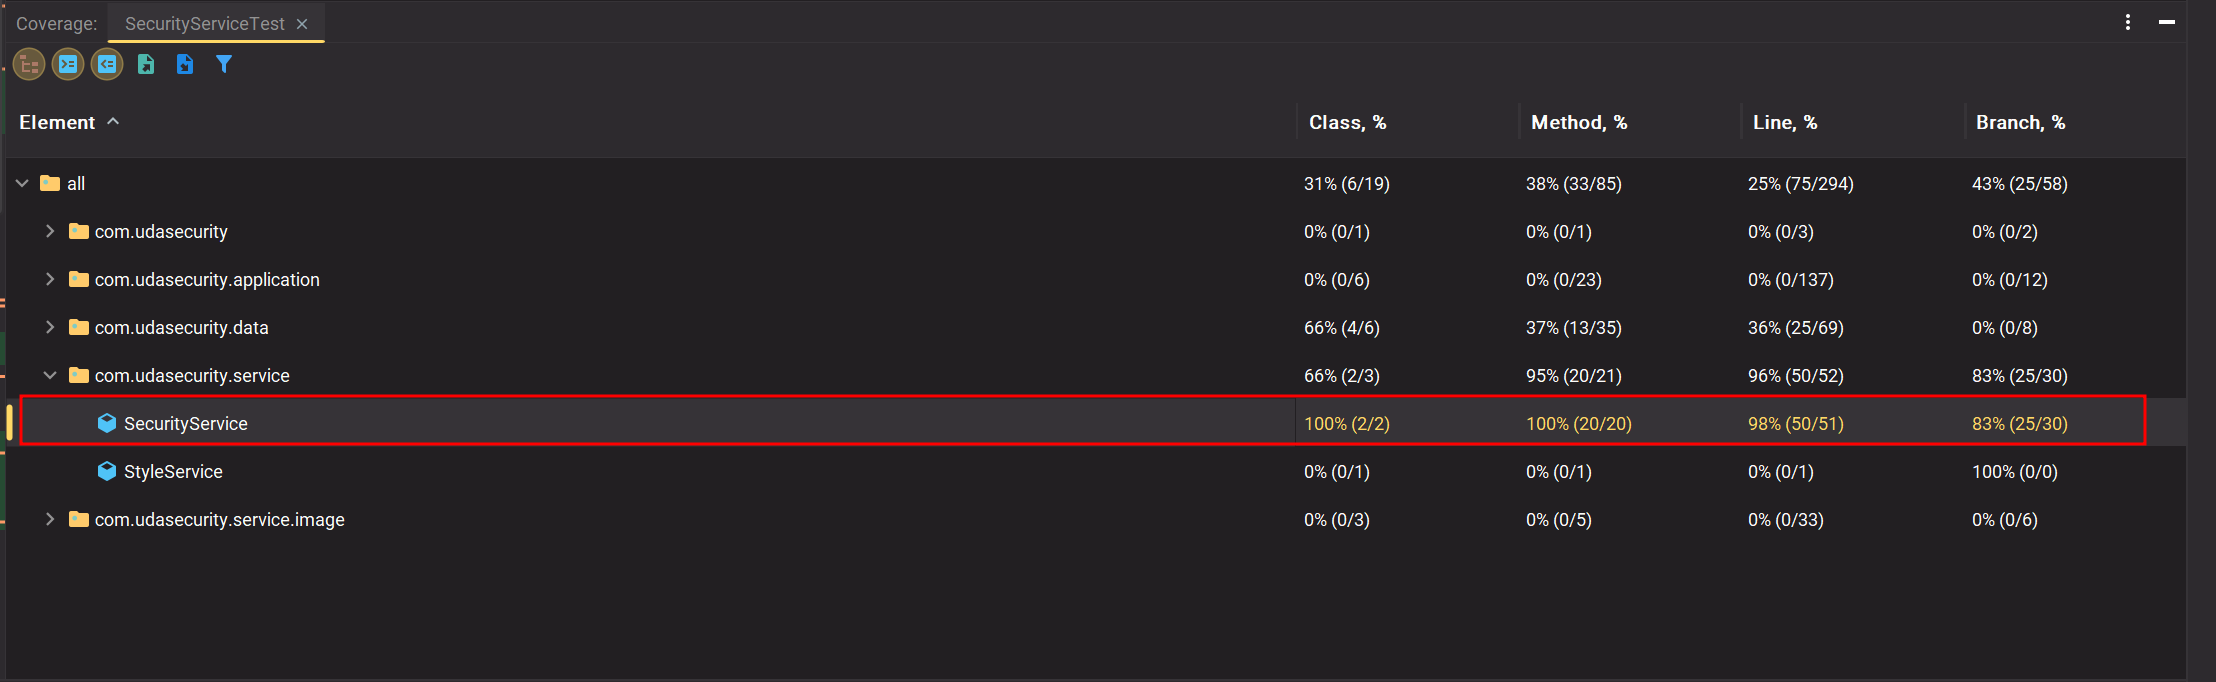 Coverage: SecurityServiceTest
Element Class, % Method, % Line, % Branch, %
all 31% (6/19) 38% (33/85) 25% (75/294) 43% (25/58)
com.udasecurity 0% (0/1) 0% (0/1) 0% (0/3) 0% (0/2)
com.udasecurity.application 0% (0/6) 0% (0/23) 0% (0/137) 0% (0/12)
com.udasecurity.data 66% (4/6) 37% (13/35) 36% (25/69) 0% (0/8)
com.udasecurity.service 66% (2/3) 95% (20/21) 96% (50/52) 83% (25/30)
SecurityService 100% (2/2) 100% (20/20) 98% (50/51) 83% (25/30)
StyleService 0% (0/1) 0% (0/1) 0% (0/1) 100% (0/0)
com.udasecurity.service.image 0% (0/3) 0% (0/5) 0% (0/33) 0% (0/6)